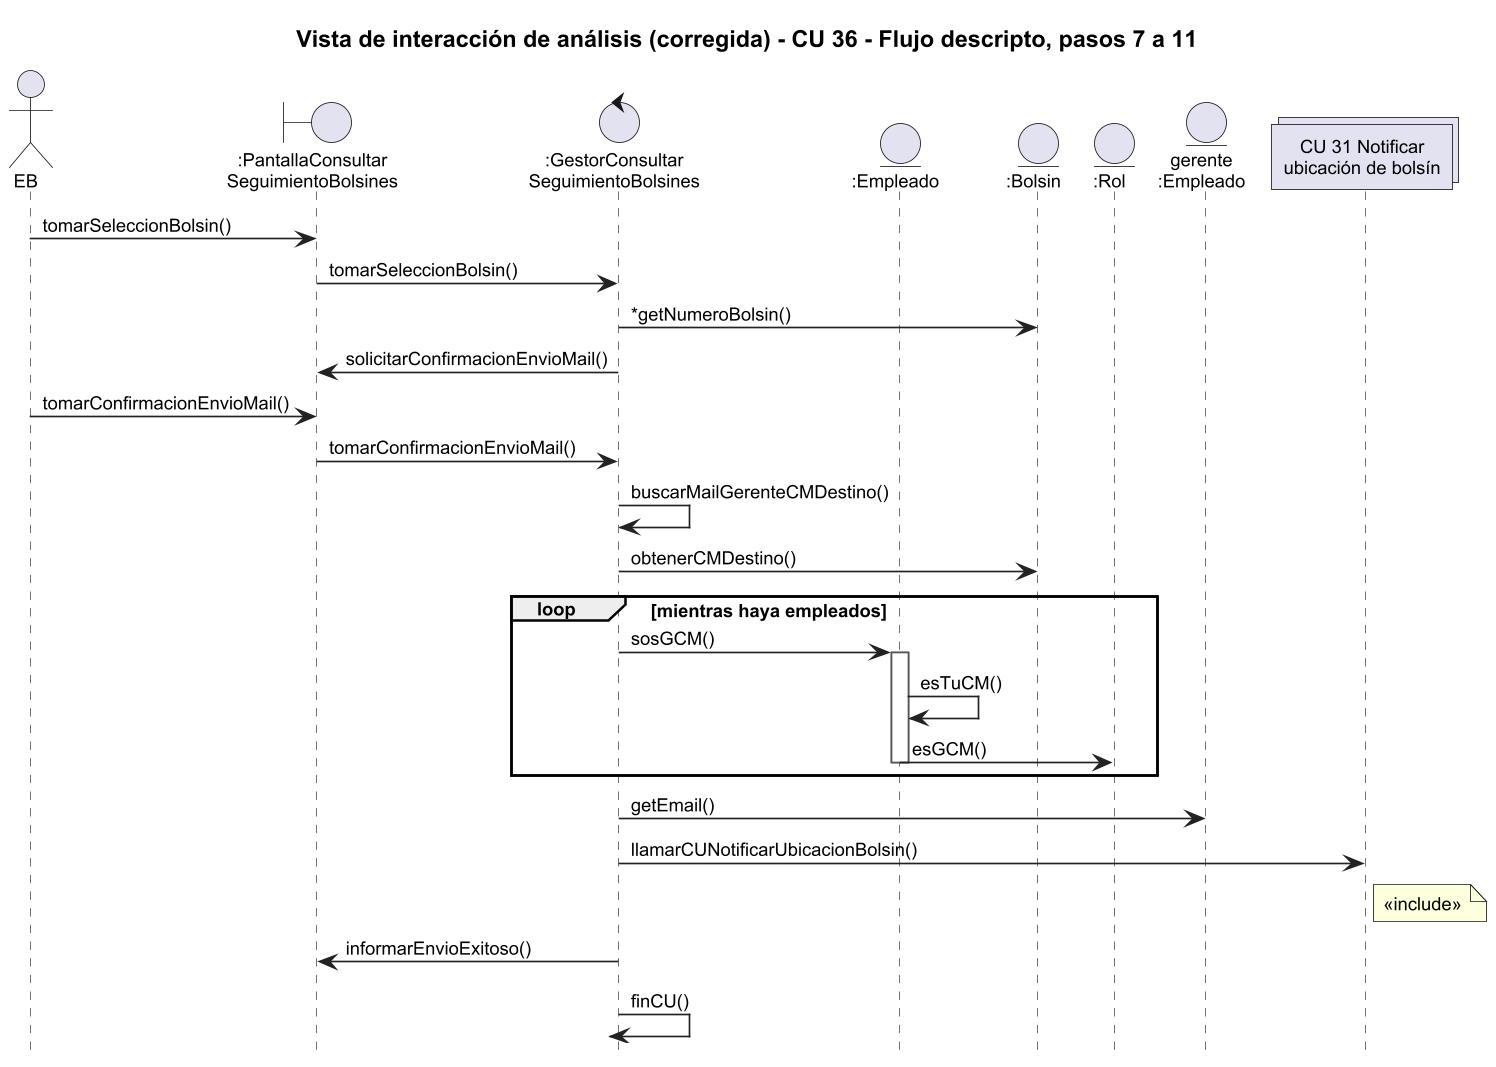 Vista de interacción de análisis (corregida) - CU 36 - Flujo descripto, pasos 7 a 11
EB
:PantallaConsultar
SeguimientoBolsines
:GestorConsultar
SeguimientoBolsines
:Empleado
:Bolsin
:Rol
gerente
:Empleado
CU 31 Notificar
ubicación de bolsín
tomarSeleccionBolsin()
tomarSeleccionBolsin()
*getNumeroBolsin()
solicitarConfirmacionEnvioMail()
tomarConfirmacionEnvioMail()
tomarConfirmacionEnvioMail()
buscarMailGerenteCMDestino()
obtenerCMDestino()
loop [mientras haya empleados]
sosGCM()
esTuCM()
esGCM()
getEmail()
llamarCUNotificarUbicacionBolsin()
«include»
informarEnvioExitoso()
finCU()